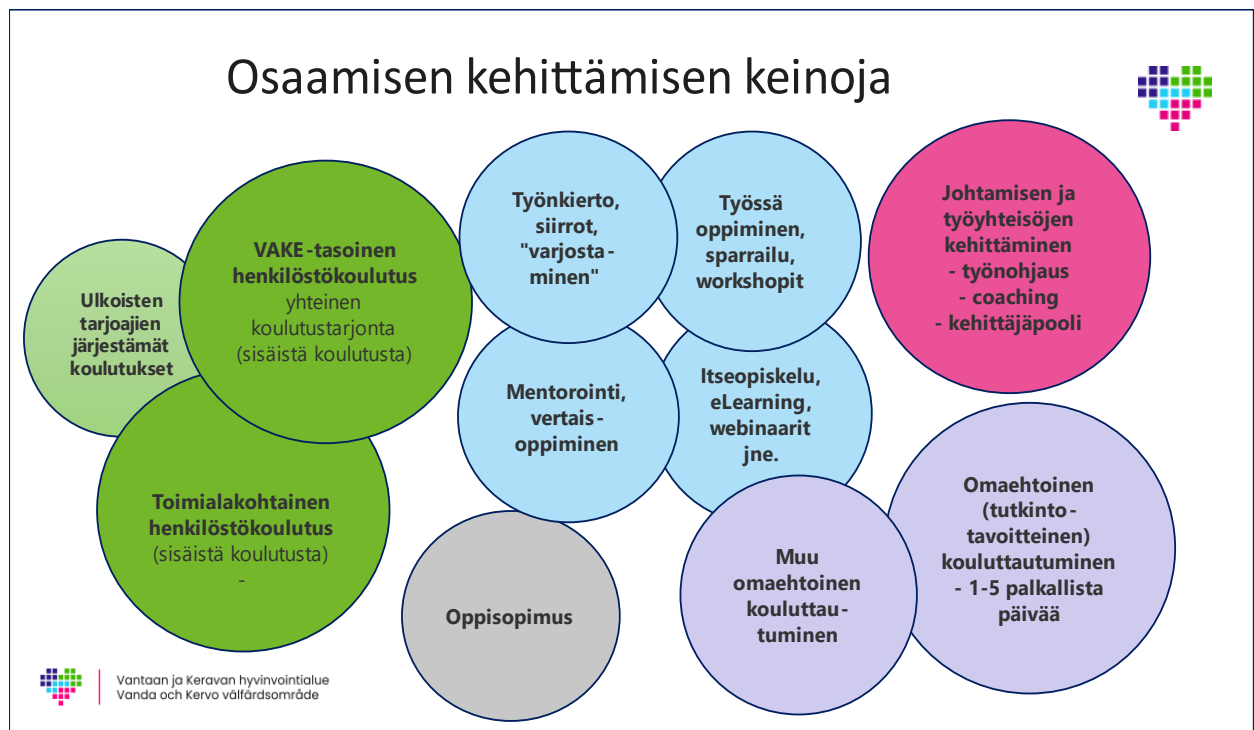 Osaamisen kehittämisen keinoja
Ulkoisten
tarjoajien
järjestämät
koulutukset
VAKE-tasoinen
henkilöstökoulutus
yhteinen
koulutustarjonta
(sisäistä koulutusta)
Toimialakohtainen
henkilöstökoulutus
(sisäistä koulutusta)
-
Työnkierto,
siirrot,
"varjosta-
minen"
Työssä
oppiminen,
sparrailu,
workshopit
Mentorointi,
vertais-
oppiminen
Itseopiskelu,
eLearning,
webinaarit
jne.
Johtamisen ja
työyhteisöjen
kehittäminen
- työnohjaus
- coaching
- kehittäjäpooli
Oppisopimus
Muu
omaehtoinen
kouluttau-
tuminen
Omaehtoinen
(tutkinto-
tavoitteinen)
kouluttautuminen
- 1-5 palkallista
päivää
Vantaan ja Keravan hyvinvointialue
Vanda och Kervo välfärdsområde